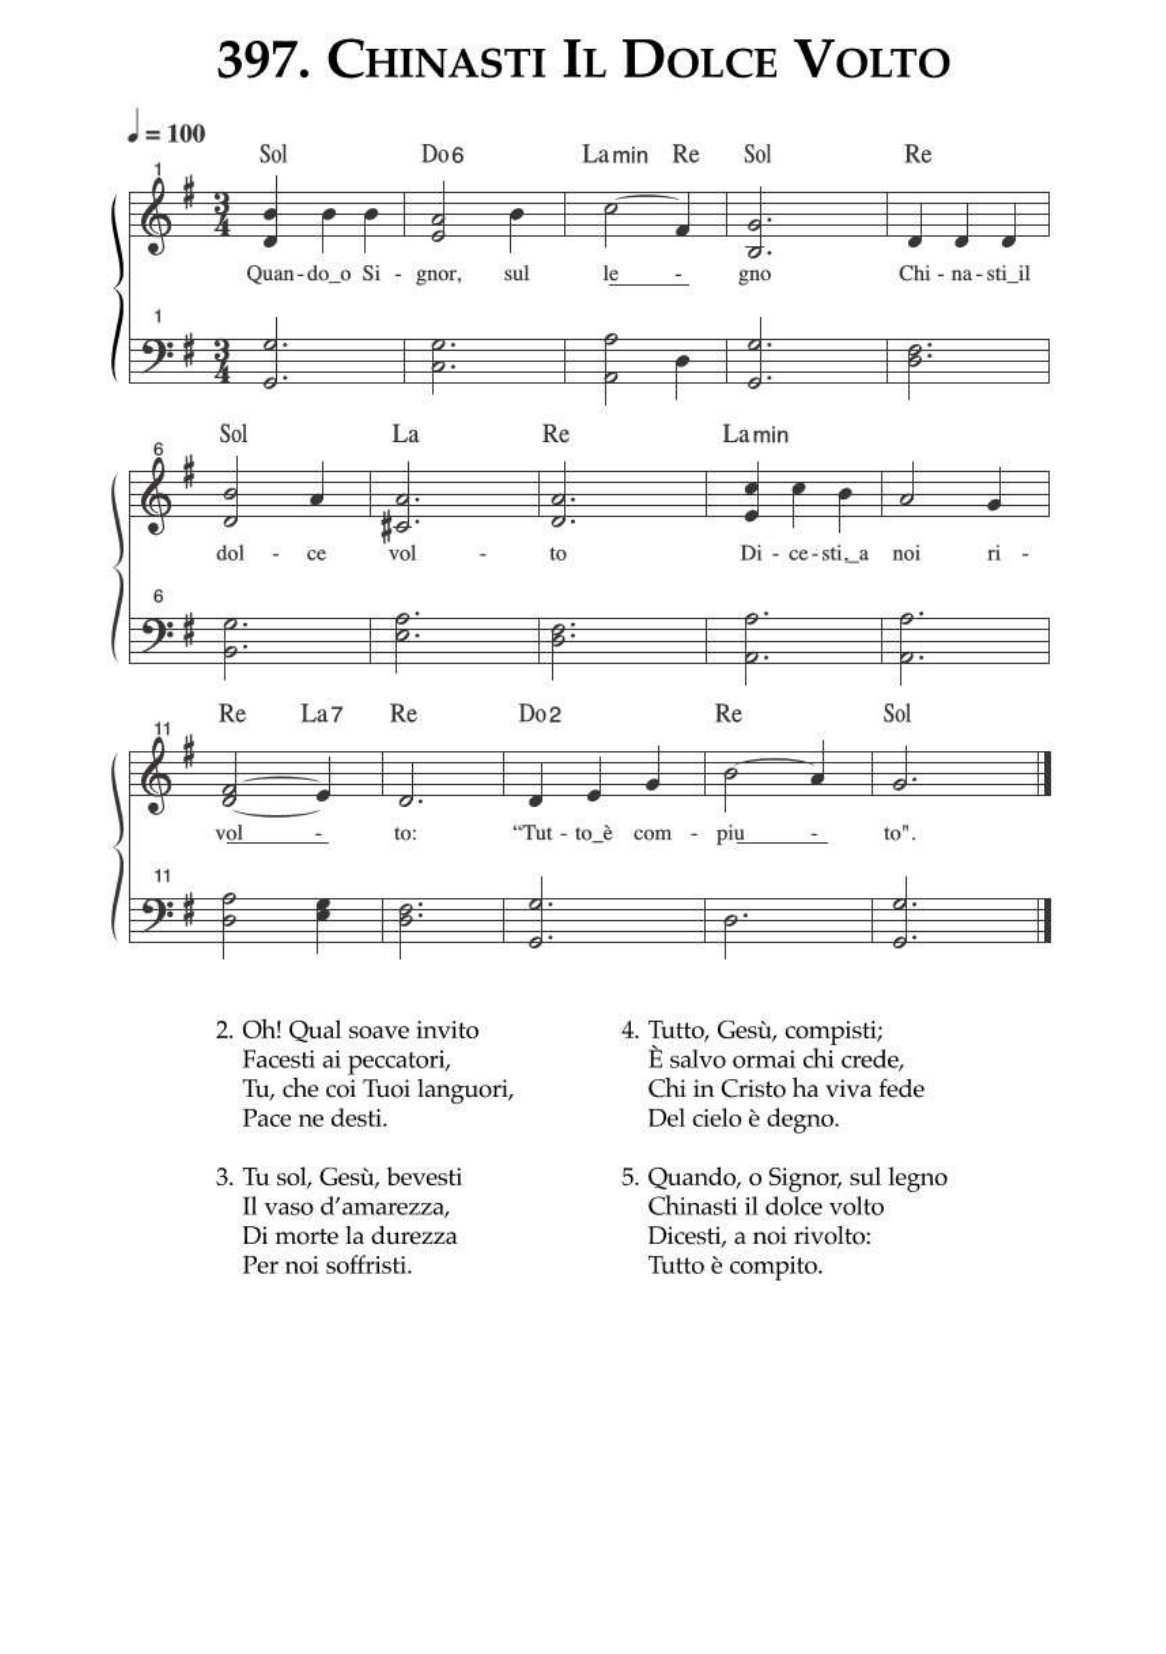 397. Chinasti Il Dolce Volto
♩ = 100
Sol Do6 Lamin Re Sol Re
1
3 4
Quan-do_o Si - gnor, sul le - gno Chi - na - sti_il
1
3 4
Sol La Re Lamin
6
dol - ce vol - to Di - ce - sti,_a noi ri -
6
Re La7 Re Do2 Re Sol
11
vol - to: “Tut - to_è com - piu - to".
11
2. Oh! Qual soave invito
Facesti ai peccatori,
Tu, che coi Tuoi languori,
Pace ne desti.
3. Tu sol, Gesù, bevesti
Il vaso d’amarezza,
Di morte la durezza
Per noi soffristi.
4. Tutto, Gesù, compisti;
È salvo ormai chi crede,
Chi in Cristo ha viva fede
Del cielo è degno.
5. Quando, o Signor, sul legno
Chinasti il dolce volto
Dicesti, a noi rivolto:
Tutto è compito.